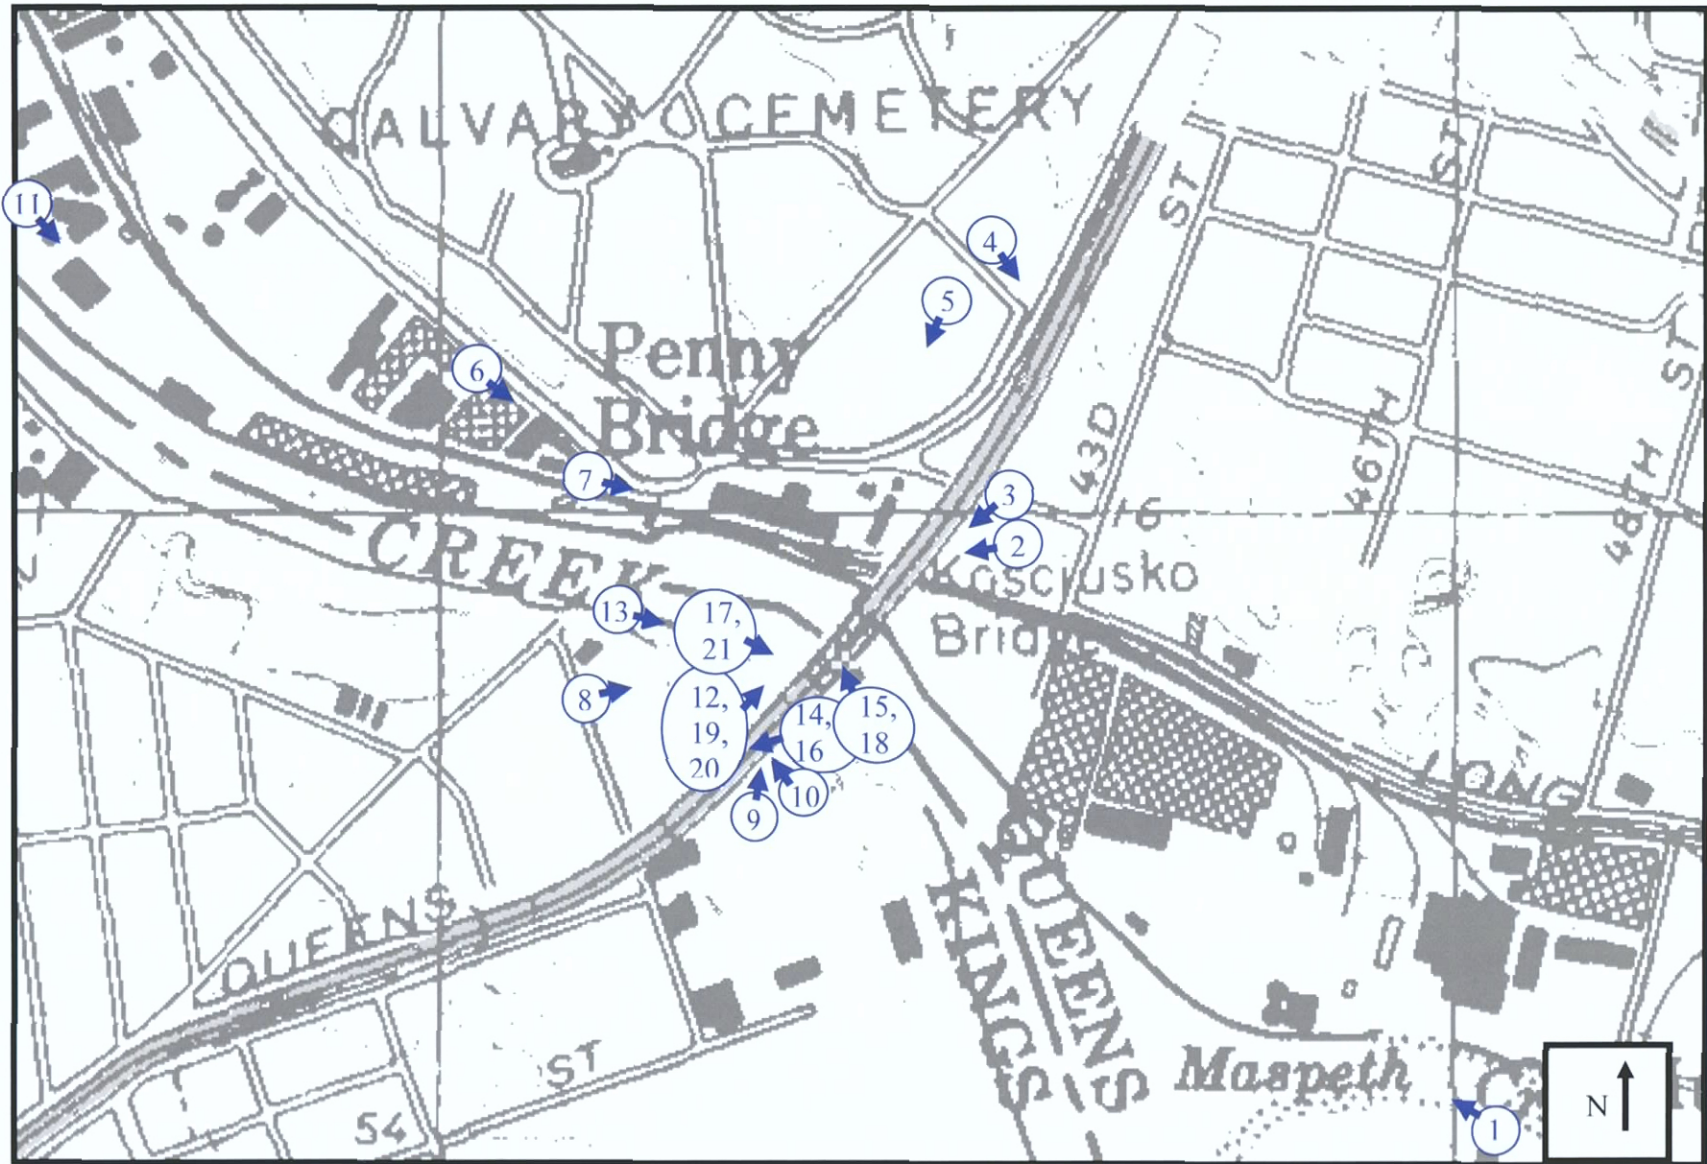 CALVARY CEMETERY
ST
ST
11
4
5
ST
Penny
Bridge
6
43D
46TH
48TH
7
3
16
2
CREEK
Kosciusko
Bridge
13
17,
21
8
12,
19,
20
14,
16
15,
18
9
10
LONG
QUEENS
QUEENS
KINGS
ST
54
Maspeth
1
N